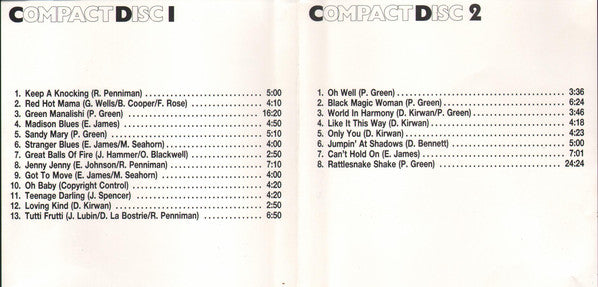 COMPACT DISC 1
1. Keep A Knocking (R. Penniman) 5:00
2. Red Hot Mama (G. Wells/B. Cooper/F. Rose) 4:10
3. Green Manalishi (P. Green) 16:20
4. Madison Blues (E. James) 4:50
5. Sandy Mary (P. Green) 5:10
6. Stranger Blues (E. James/M. Seahorn) 4:00
7. Great Balls Of Fire (J. Hammer/O. Blackwell) 2:50
8. Jenny Jenny (E. Johnson/R. Penniman) 7:10
9. Got To Move (E. James/M. Seahorn) 4:00
10. Oh Baby (Copyright Control) 4:20
11. Teenage Darling (J. Spencer) 4:20
12. Loving Kind (D. Kirwan) 2:50
13. Tutti Frutti (J. Lubin/D. La Bostrie/R. Penniman) 6:50
COMPACT DISC 2
1. Oh Well (P. Green) 3:36
2. Black Magic Woman (P. Green) 6:24
3. World In Harmony (D. Kirwan/P. Green) 3:46
4. Like It This Way (D. Kirwan) 4:18
5. Only You (D. Kirwan) 4:23
6. Jumpin' At Shadows (D. Bennett) 5:00
7. Can't Hold On (E. James) 7:01
8. Rattlesnake Shake (P. Green) 24:24